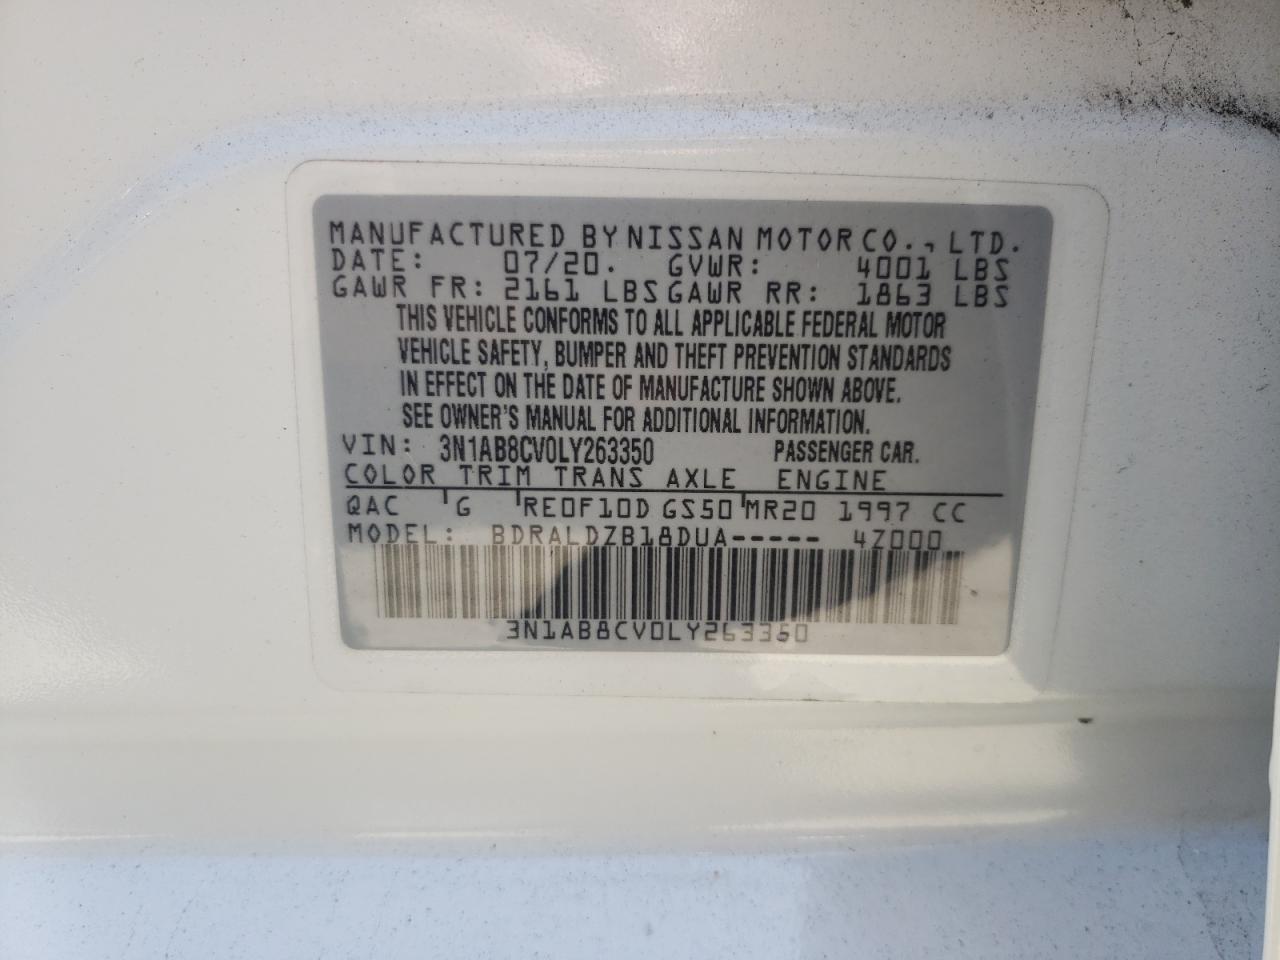 MANUFACTURED BY NISSAN MOTOR CO., LTD.
DATE: 07/20. GVWR: 4001 LBS
GAWR FR: 2161 LBS GAWR RR: 1863 LBS
THIS VEHICLE CONFORMS TO ALL APPLICABLE FEDERAL MOTOR
VEHICLE SAFETY, BUMPER AND THEFT PREVENTION STANDARDS
IN EFFECT ON THE DATE OF MANUFACTURE SHOWN ABOVE.
SEE OWNER'S MANUAL FOR ADDITIONAL INFORMATION.
VIN: 3N1AB8CV0LY263350 PASSENGER CAR.
COLOR TRIM TRANS AXLE ENGINE
QAC G RE0F10D GS50 MR20 1997 CC
MODEL: BDRALDZB18DUA----- 4Z000
3N1AB8CV0LY263350